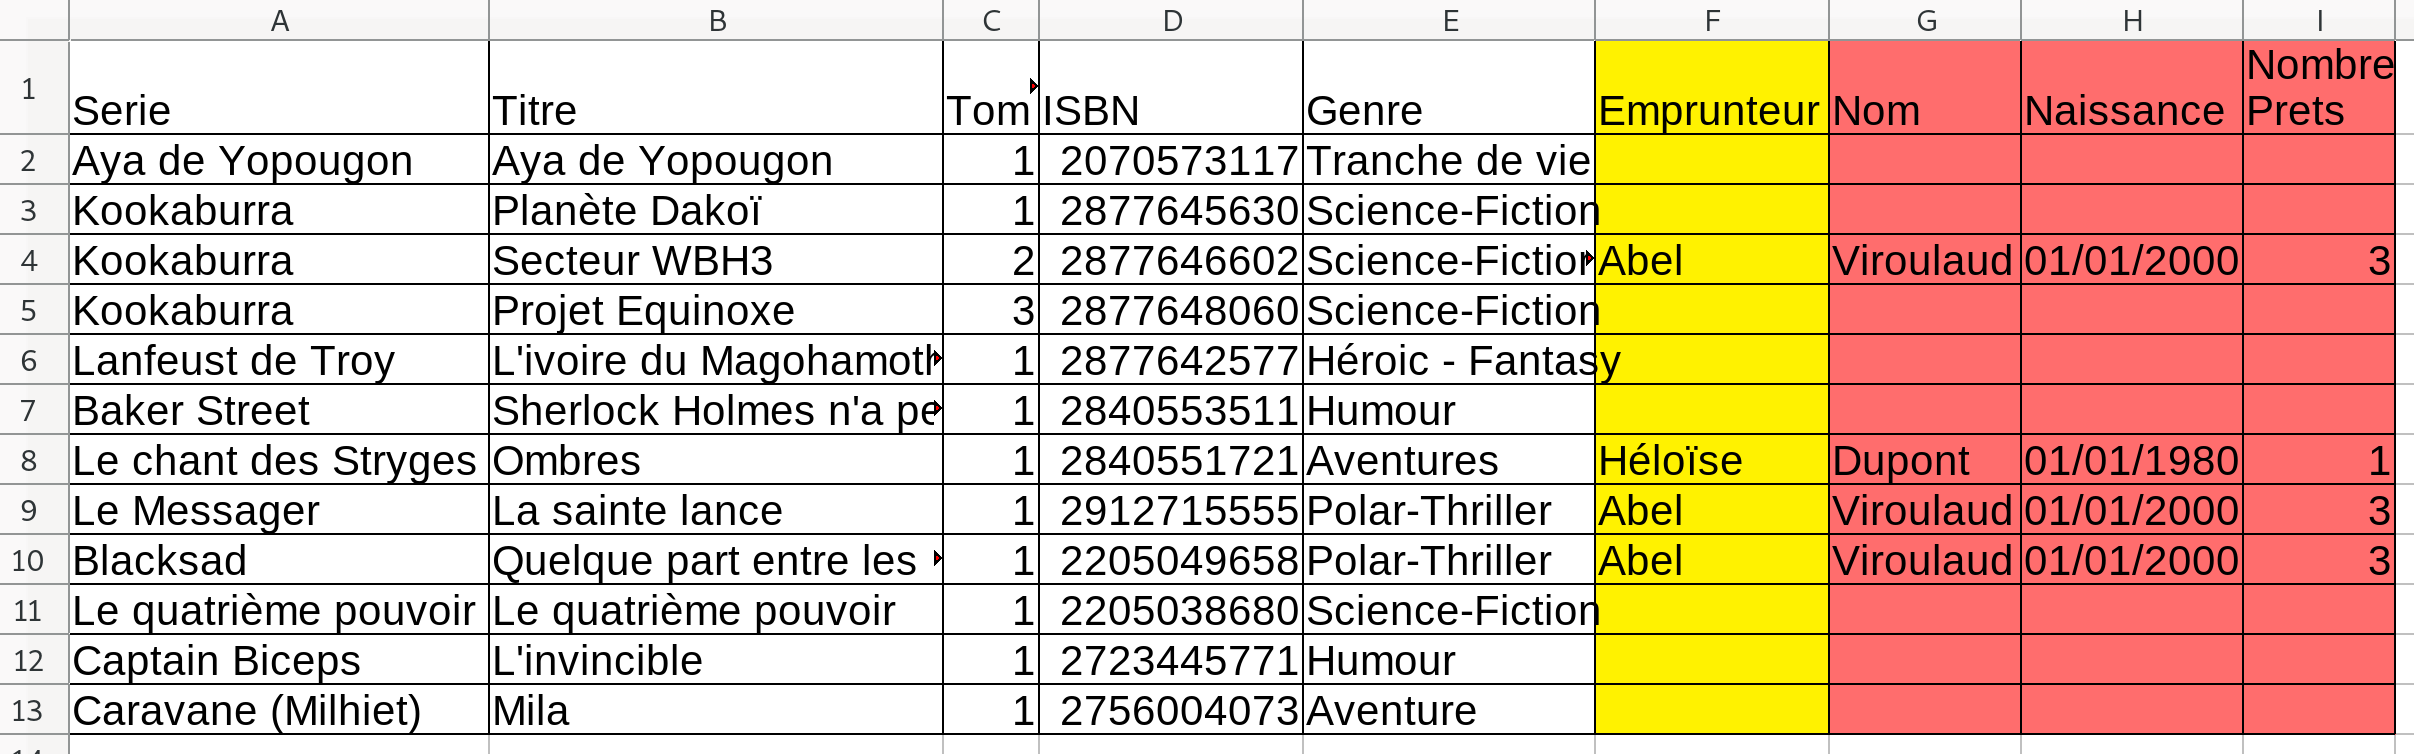 A B C D E F G H I
1 Serie Titre Tom ISBN Genre Emprunteur Nom Naissance Nombre Prets
2 Aya de Yopougon Aya de Yopougon 1 2070573117 Tranche de vie
3 Kookaburra Planète Dakoï 1 2877645630 Science-Fiction
4 Kookaburra Secteur WBH3 2 2877646602 Science-Fiction Abel Viroulaud 01/01/2000 3
5 Kookaburra Projet Equinoxe 3 2877648060 Science-Fiction
6 Lanfeust de Troy L'ivoire du Magohamoth 1 2877642577 Héroic - Fantasy
7 Baker Street Sherlock Holmes n'a pe 1 2840553511 Humour
8 Le chant des Stryges Ombres 1 2840551721 Aventures Héloïse Dupont 01/01/1980 1
9 Le Messager La sainte lance 1 2912715555 Polar-Thriller Abel Viroulaud 01/01/2000 3
10 Blacksad Quelque part entre les 1 2205049658 Polar-Thriller Abel Viroulaud 01/01/2000 3
11 Le quatrième pouvoir Le quatrième pouvoir 1 2205038680 Science-Fiction
12 Captain Biceps L'invincible 1 2723445771 Humour
13 Caravane (Milhiet) Mila 1 2756004073 Aventure